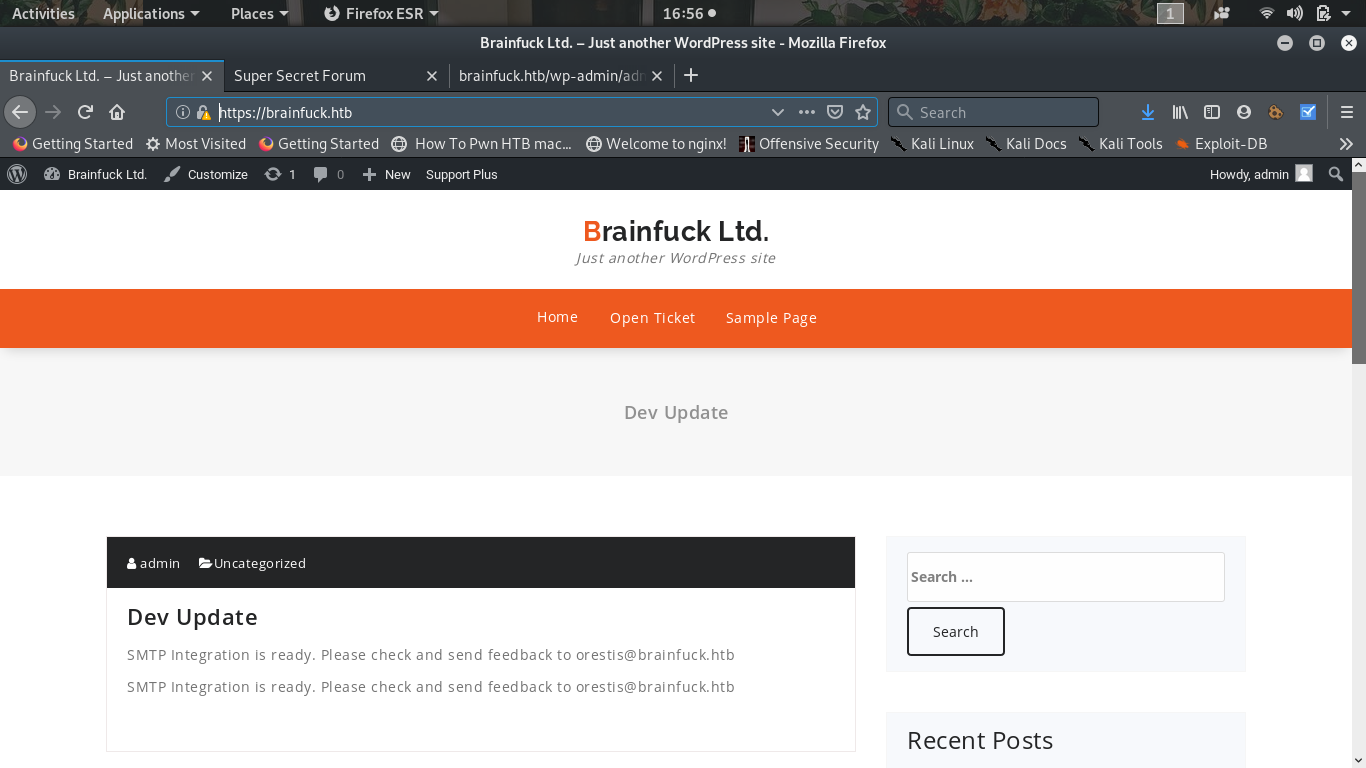 Activities Applications Places Firefox ESR 16:56 1
Brainfuck Ltd. – Just another WordPress site - Mozilla Firefox
Brainfuck Ltd. – Just another Super Secret Forum brainfuck.htb/wp-admin/adm
https://brainfuck.htb Search
Getting Started Most Visited Getting Started How To Pwn HTB mac... Welcome to nginx! Offensive Security Kali Linux Kali Docs Kali Tools Exploit-DB
Brainfuck Ltd. Customize 1 0 New Support Plus Howdy, admin
Brainfuck Ltd.
Just another WordPress site
Home Open Ticket Sample Page
Dev Update
admin Uncategorized
Dev Update
SMTP Integration is ready. Please check and send feedback to orestis@brainfuck.htb
SMTP Integration is ready. Please check and send feedback to orestis@brainfuck.htb
Search ...
Search
Recent Posts